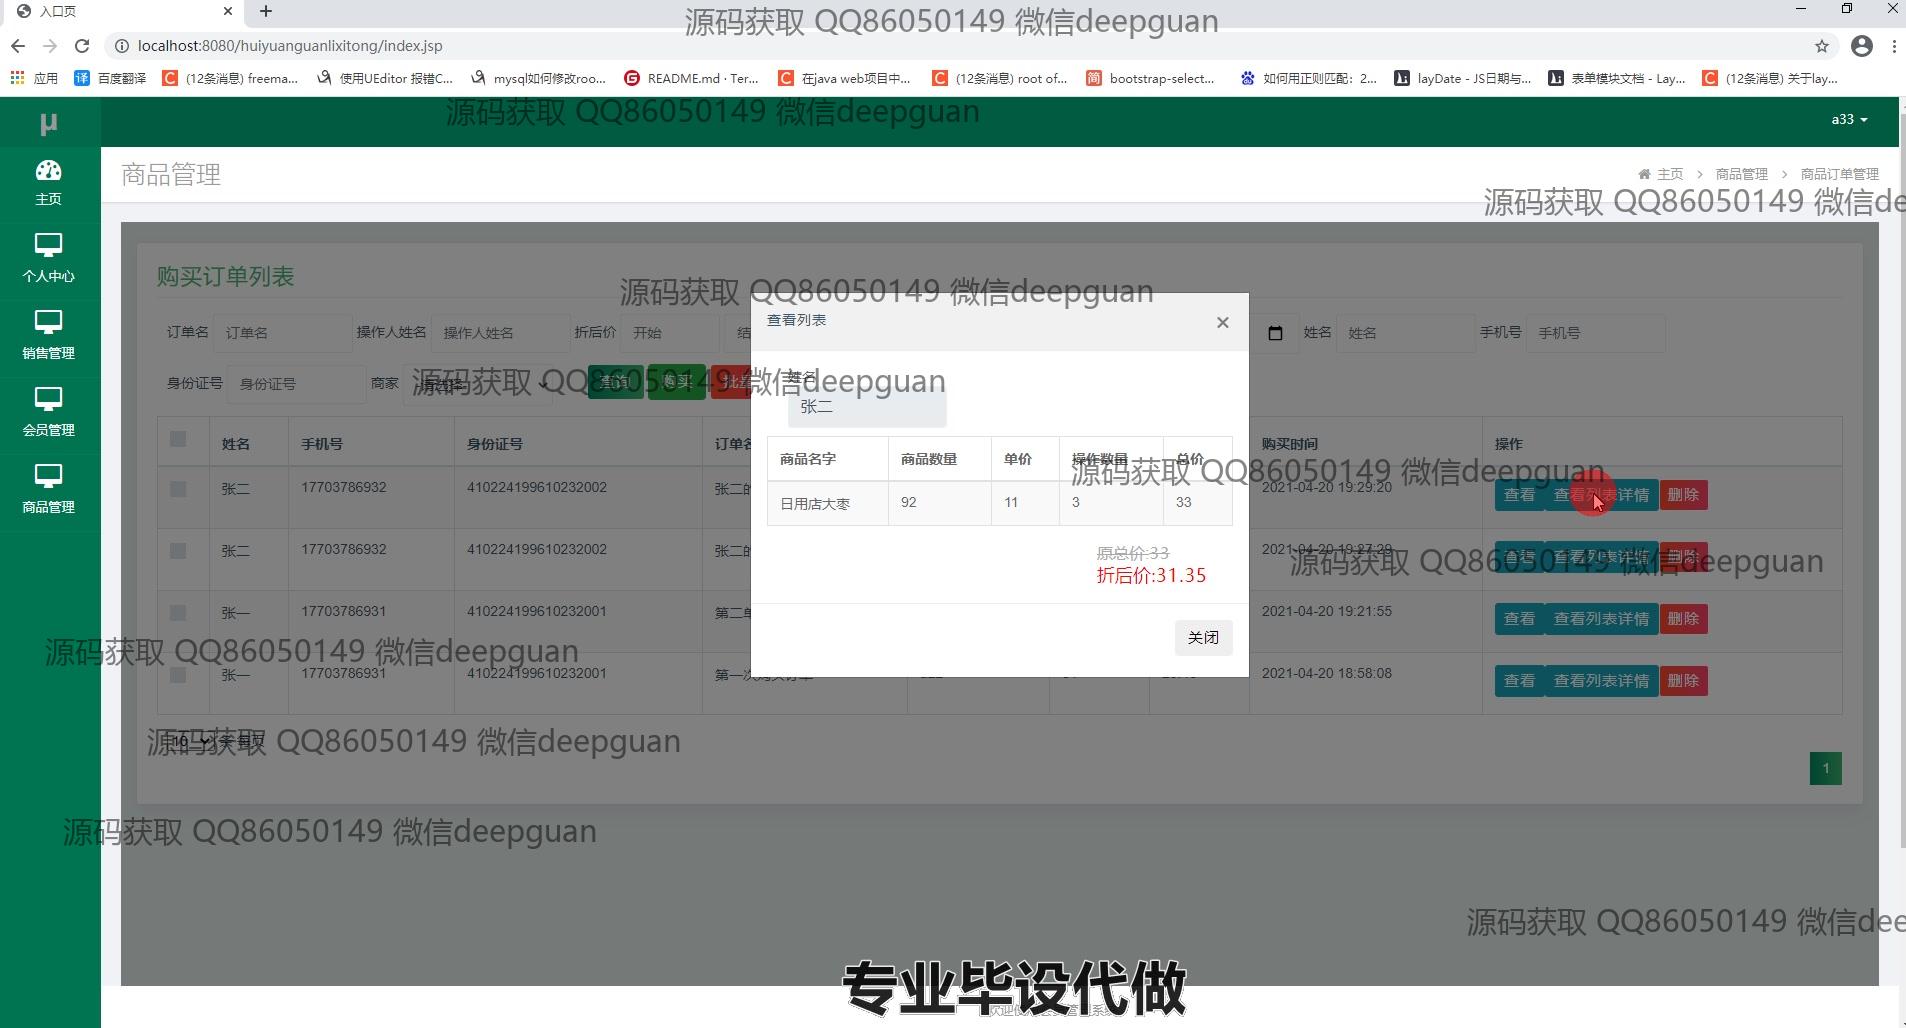 入口页
源码获取 QQ86050149 微信deepguan
localhost:8080/huiyuanguanlixitong/index.jsp
应用
百度翻译
(12条消息) freema...
使用UEditor 报错C...
mysql如何修改roo...
README.md · Ter...
在java web项目中...
(12条消息) root of...
bootstrap-select...
如何用正则匹配：2...
layDate - JS日期与...
表单模块文档 - Lay...
(12条消息) 关于lay...
源码获取 QQ86050149 微信deepguan
μ
a33
主页
个人中心
销售管理
会员管理
商品管理
商品管理
主页 > 商品管理 > 商品订单管理
源码获取 QQ86050149 微信de
购买订单列表
源码获取 QQ86050149 微信deepguan
订单名 订单名 操作人姓名 操作人姓名 折后价 开始 结 姓名 姓名 手机号 手机号
身份证号 身份证号 商家 请选择 查询 购买 批量
源码获取 QQ86050149 微信deepguan
姓名 手机号 身份证号 订单名 购买时间 操作
源码获取 QQ86050149 微信deepguan
张二 17703786932 410224199610232002 张二的 2021-04-20 19:29:20 查看 查看列表详情 删除
张二 17703786932 410224199610232002 张二的 2021-04-20 19:27:29 查看 查看列表详情 删除
源码获取 QQ86050149 微信deepguan
张一 17703786931 410224199610232001 第二单 2021-04-20 19:21:55 查看 查看列表详情 删除
源码获取 QQ86050149 微信deepguan
张一 17703786931 410224199610232001 第一次购买订单 2021-04-20 18:58:08 查看 查看列表详情 删除
查看列表
×
姓名
张二
商品名字 商品数量 单价 操作数量 总价
日用店大枣 92 11 3 33
原总价:33
折后价:31.35
关闭
10
源码获取 QQ86050149 微信deepguan
1
源码获取 QQ86050149 微信deepguan
源码获取 QQ86050149 微信dee
专业毕设代做